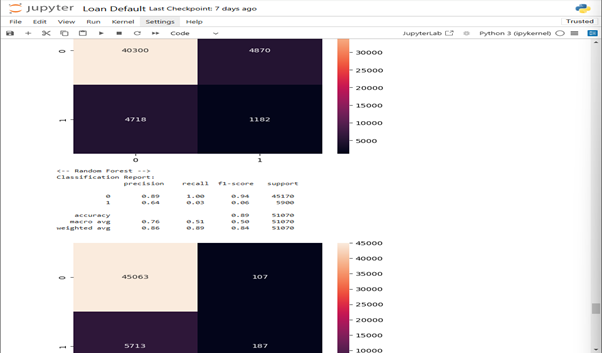 jupyter Loan Default Last Checkpoint: 7 days ago
File Edit View Run Kernel Settings Help Trusted
Code JupyterLab Python 3 (ipykernel)
0 40300 4870
1 4718 1182
0 1
30000
25000
20000
15000
10000
5000
<-- Random Forest -->
Classification Report:
precision recall f1-score support
0 0.89 1.00 0.94 45170
1 0.64 0.03 0.06 5900
accuracy 0.89 51070
macro avg 0.76 0.51 0.50 51070
weighted avg 0.86 0.89 0.84 51070
0 45063 107
1 5713 187
45000
40000
35000
30000
25000
20000
15000
10000